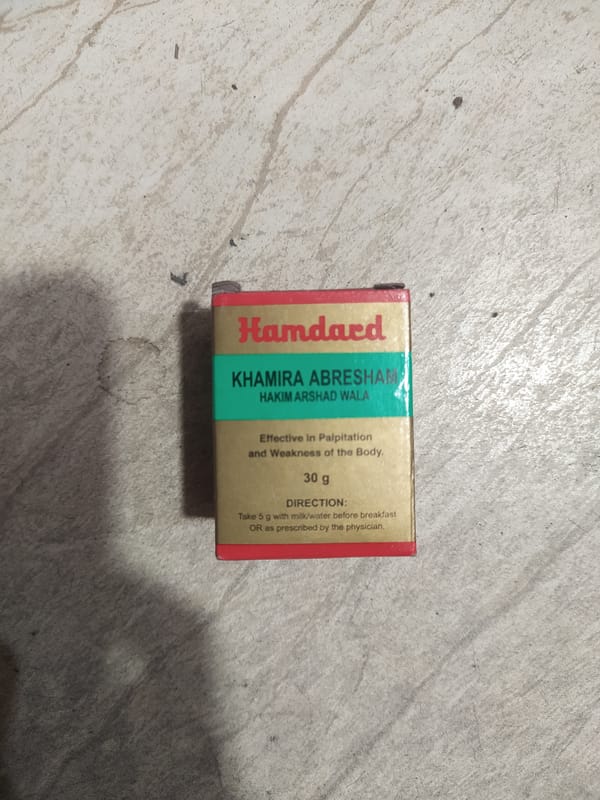 Hamdard
KHAMIRA ABRESHAM
HAKIM ARSHAD WALA
Effective in Palpitation
and Weakness of the Body.
30 g
DIRECTION:
Take 5 g with milk/water before breakfast
OR as prescribed by the physician.